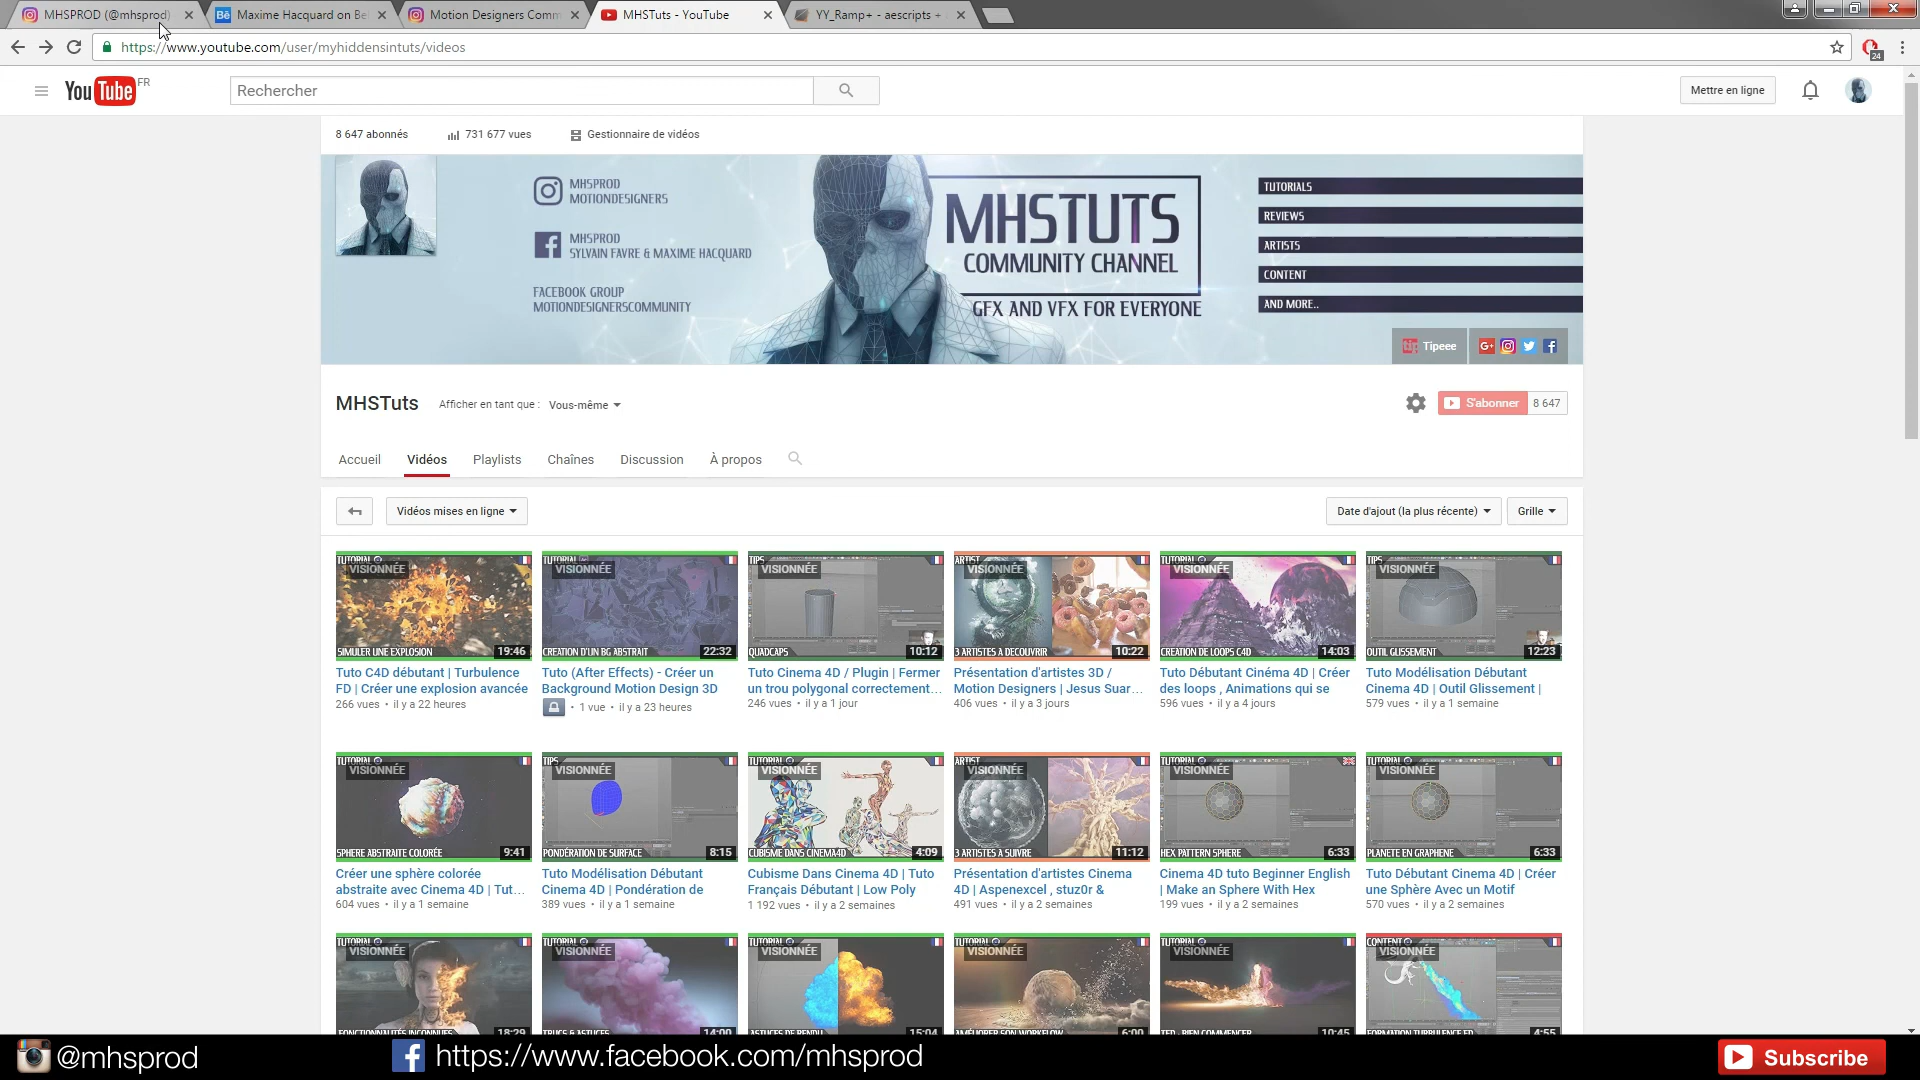 MHSPROD (@mhsprod)
Maxime Hacquard on Be
Motion Designers Comm
MHSTuts - YouTube
YY_Ramp+ - aescripts +
https://www.youtube.com/user/myhiddensintuts/videos
24
YouTube FR
Rechercher
Mettre en ligne
8 647 abonnés
731 677 vues
Gestionnaire de vidéos
MHSPROD
MOTIONDESIGNERS
MHSPROD
SYLVAIN FAVRE & MAXIME HACQUARD
FACEBOOK GROUP
MOTIONDESIGNERSCOMMUNITY
MHSTUTS
COMMUNITY CHANNEL
GFX AND VFX FOR EVERYONE
TUTORIALS
REVIEWS
ARTISTS
CONTENT
AND MORE..
Tipeee
MHSTuts
Afficher en tant que : Vous-même
S'abonner 8 647
Accueil
Vidéos
Playlists
Chaînes
Discussion
À propos
Vidéos mises en ligne
Date d'ajout (la plus récente)
Grille
TUTORIAL
VISIONNÉE
SIMULER UNE EXPLOSION
19:46
Tuto C4D débutant | Turbulence
FD | Créer une explosion avancée
266 vues • il y a 22 heures
TUTORIAL
VISIONNÉE
CREATION D'UN BG ABSTRAIT
22:32
Tuto (After Effects) - Créer un
Background Motion Design 3D
• 1 vue • il y a 23 heures
TIPS
VISIONNÉE
QUADCAPS
10:12
Tuto Cinema 4D / Plugin | Fermer
un trou polygonal correctement...
246 vues • il y a 1 jour
ARTIST
VISIONNÉE
3 ARTISTES A DECOUVRIR
10:22
Présentation d'artistes 3D /
Motion Designers | Jesus Suar...
406 vues • il y a 3 jours
TUTORIAL
VISIONNÉE
CREATION DE LOOPS C4D
14:03
Tuto Débutant Cinéma 4D | Créer
des loops , Animations qui se
596 vues • il y a 4 jours
TIPS
VISIONNÉE
OUTIL GLISSEMENT
12:23
Tuto Modélisation Débutant
Cinema 4D | Outil Glissement |
579 vues • il y a 1 semaine
TUTORIAL
VISIONNÉE
SPHERE ABSTRAITE COLORÉE
9:41
Créer une sphère colorée
abstraite avec Cinema 4D | Tut...
604 vues • il y a 1 semaine
TIPS
VISIONNÉE
PONDÉRATION DE SURFACE
8:15
Tuto Modélisation Débutant
Cinema 4D | Pondération de
389 vues • il y a 1 semaine
TUTORIAL
VISIONNÉE
CUBISME DANS CINEMA4D
4:09
Cubisme Dans Cinema 4D | Tuto
Français Débutant | Low Poly
1 192 vues • il y a 2 semaines
ARTIST
VISIONNÉE
3 ARTISTES A SUIVRE
11:12
Présentation d'artistes Cinema
4D | Aspenexcel , stuz0r &
491 vues • il y a 2 semaines
TUTORIAL
VISIONNÉE
HEX PATTERN SPHERE
6:33
Cinema 4D tuto Beginner English
| Make an Sphere With Hex
199 vues • il y a 2 semaines
TUTORIAL
VISIONNÉE
PLANETE EN GRAPHENE
6:33
Tuto Débutant Cinema 4D | Créer
une Sphère Avec un Motif
570 vues • il y a 2 semaines
TUTORIAL
VISIONNÉE
FONCTIONNALITÉS INCONNUES
18:29
TUTORIAL
VISIONNÉE
TRUCS & ASTUCES
14:00
TUTORIAL
VISIONNÉE
ASTUCES DE RENDU
15:04
TUTORIAL
VISIONNÉE
AMÉLIORER SON WORKFLOW
6:00
TUTORIAL
VISIONNÉE
TFD - BIEN COMMENCER
10:45
CONTENT
VISIONNÉE
FORMATION TURBULENCE FD
4:55
@mhsprod
https://www.facebook.com/mhsprod
Subscribe